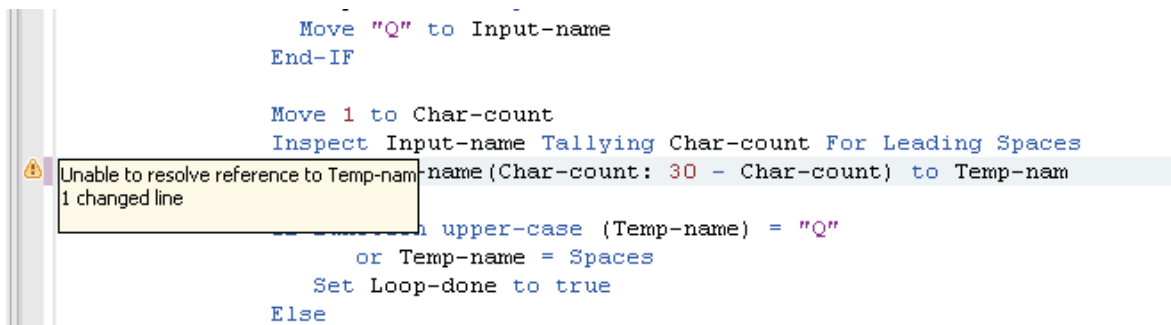 Move "Q" to Input-name
End-IF
Move 1 to Char-count
Inspect Input-name Tallying Char-count For Leading Spaces
Unable to resolve reference to Temp-nam
-name(Char-count: 30 - Char-count) to Temp-nam
1 changed line
upper-case (Temp-name) = "Q"
or Temp-name = Spaces
Set Loop-done to true
Else